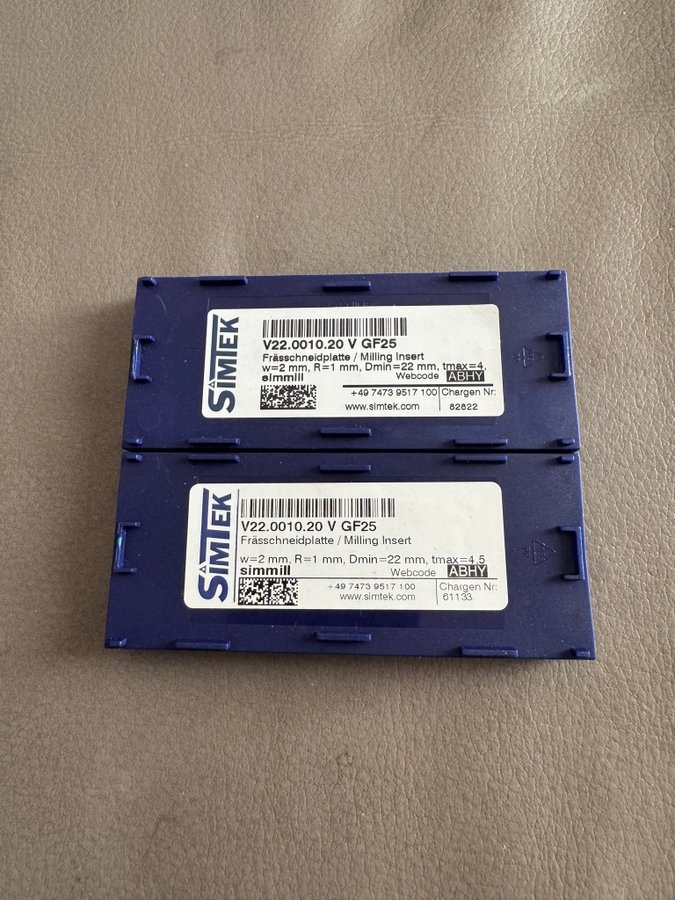 SIMTEK
V22.0010.20 V GF25
Frässchneidplatte / Milling Insert
w=2 mm, R=1 mm, Dmin=22 mm, tmax=4,
simmill Webcode ABHY
+49 7473 9517 100 Chargen Nr:
www.simtek.com 62822
SIMTEK
V22.0010.20 V GF25
Frässchneidplatte / Milling Insert
w=2 mm, R=1 mm, Dmin=22 mm, tmax=4.5
simmill Webcode ABHY
+49 7473 9517 100 Chargen Nr:
www.simtek.com 61133